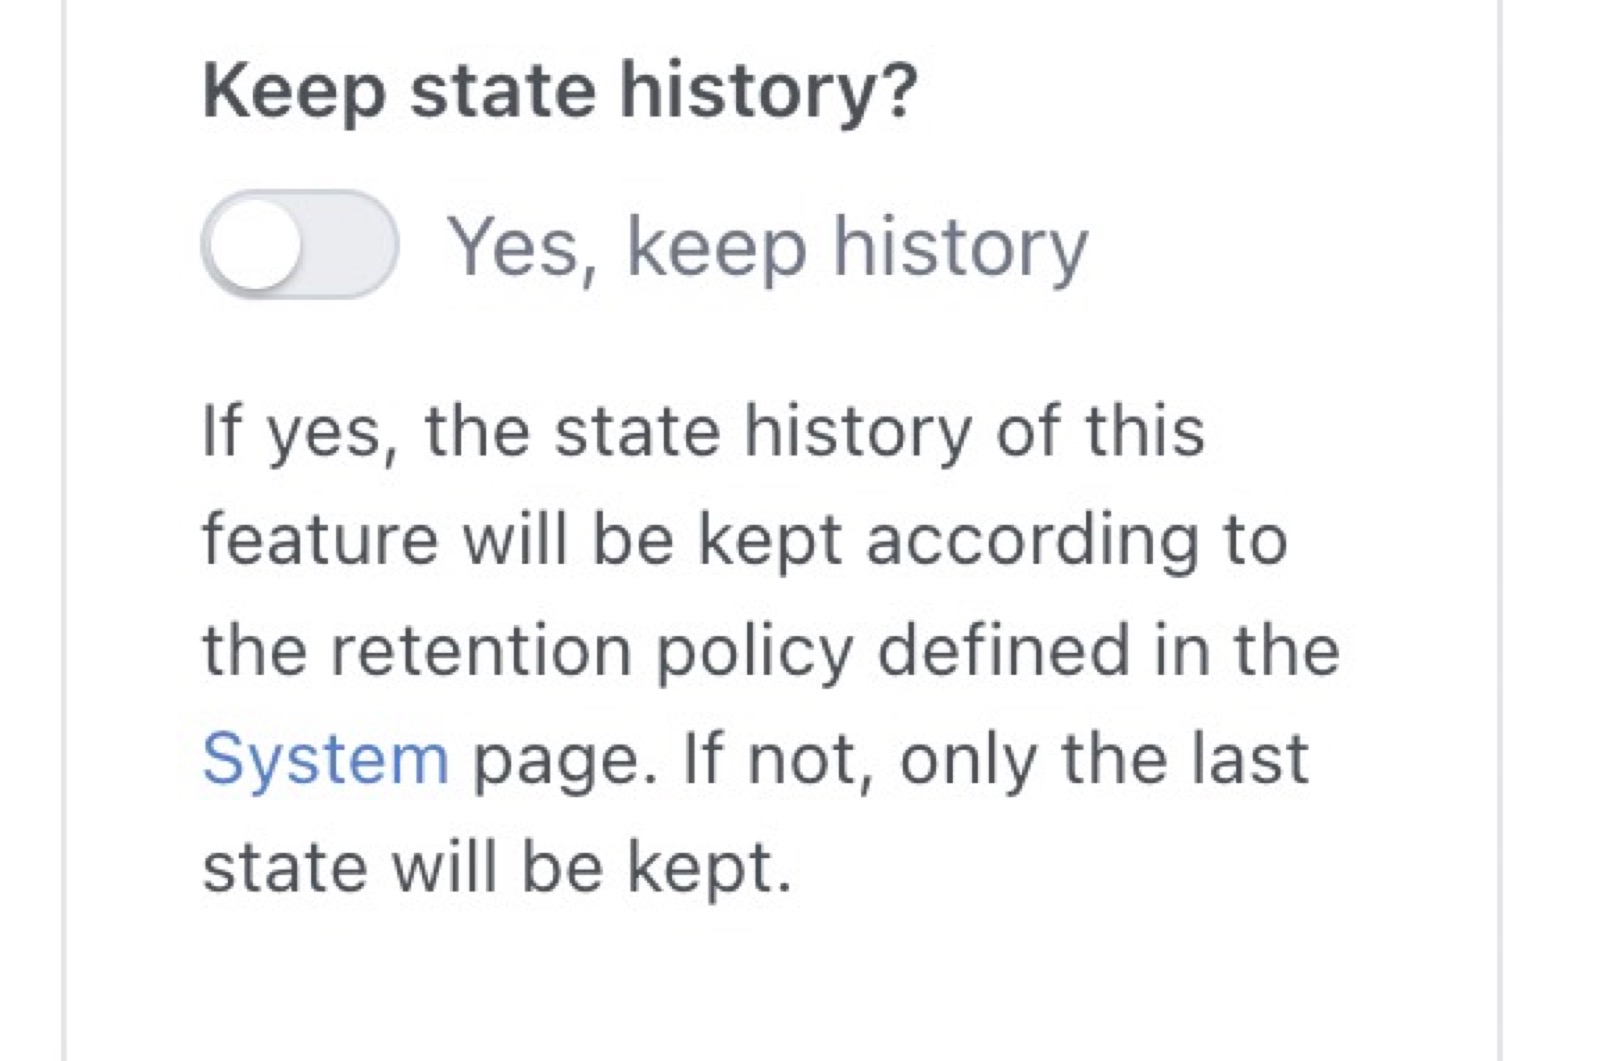 Keep state history?
Yes, keep history
If yes, the state history of this
feature will be kept according to
the retention policy defined in the
System page. If not, only the last
state will be kept.